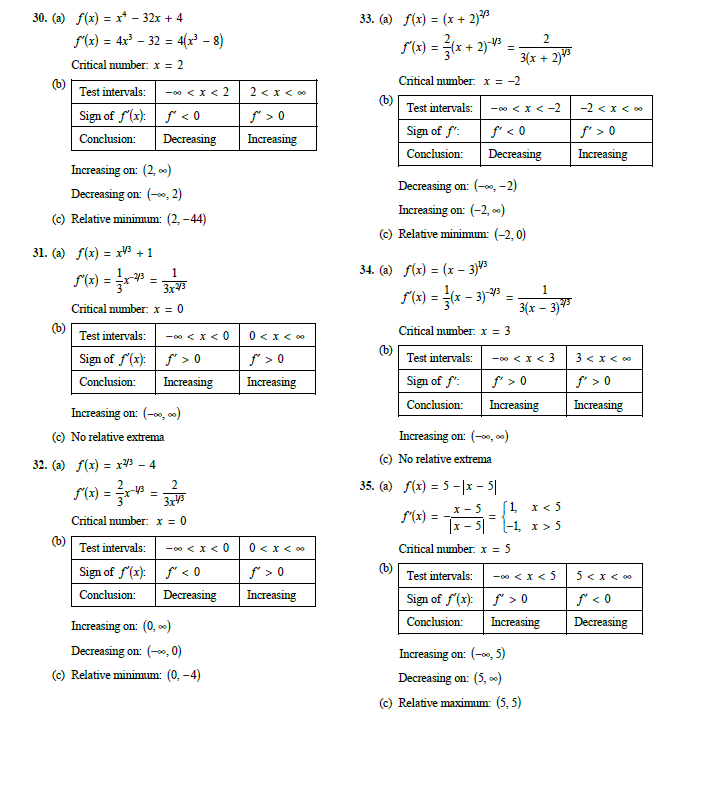 30. (a) f(x) = x⁴ − 32x + 4
f′(x) = 4x³ − 32 = 4(x³ − 8)
Critical number: x = 2
(b)
Test intervals: −∞ < x < 2 2 < x < ∞
Sign of f′(x): f′ < 0 f′ > 0
Conclusion: Decreasing Increasing
Increasing on: (2, ∞)
Decreasing on: (−∞, 2)
(c) Relative minimum: (2, −44)
31. (a) f(x) = x^(1/3) + 1
f′(x) = 1/3 x^(−2/3) = 1/(3x^(2/3))
Critical number: x = 0
(b)
Test intervals: −∞ < x < 0 0 < x < ∞
Sign of f′(x): f′ > 0 f′ > 0
Conclusion: Increasing Increasing
Increasing on: (−∞, ∞)
(c) No relative extrema
32. (a) f(x) = x^(2/3) − 4
f′(x) = 2/3 x^(−1/3) = 2/(3x^(1/3))
Critical number: x = 0
(b)
Test intervals: −∞ < x < 0 0 < x < ∞
Sign of f′(x): f′ < 0 f′ > 0
Conclusion: Decreasing Increasing
Increasing on: (0, ∞)
Decreasing on: (−∞, 0)
(c) Relative minimum: (0, −4)
33. (a) f(x) = (x + 2)^(2/3)
f′(x) = 2/3 (x + 2)^(−1/3) = 2/(3(x + 2)^(1/3))
Critical number: x = −2
(b)
Test intervals: −∞ < x < −2 −2 < x < ∞
Sign of f′: f′ < 0 f′ > 0
Conclusion: Decreasing Increasing
Decreasing on: (−∞, −2)
Increasing on: (−2, ∞)
(c) Relative minimum: (−2, 0)
34. (a) f(x) = (x − 3)^(1/3)
f′(x) = 1/3 (x − 3)^(−2/3) = 1/(3(x − 3)^(2/3))
Critical number: x = 3
(b)
Test intervals: −∞ < x < 3 3 < x < ∞
Sign of f′: f′ > 0 f′ > 0
Conclusion: Increasing Increasing
Increasing on: (−∞, ∞)
(c) No relative extrema
35. (a) f(x) = 5 − |x − 5|
f′(x) = −(x − 5)/|x − 5| = { 1, x < 5
−1, x > 5
Critical number: x = 5
(b)
Test intervals: −∞ < x < 5 5 < x < ∞
Sign of f′(x): f′ > 0 f′ < 0
Conclusion: Increasing Decreasing
Increasing on: (−∞, 5)
Decreasing on: (5, ∞)
(c) Relative maximum: (5, 5)